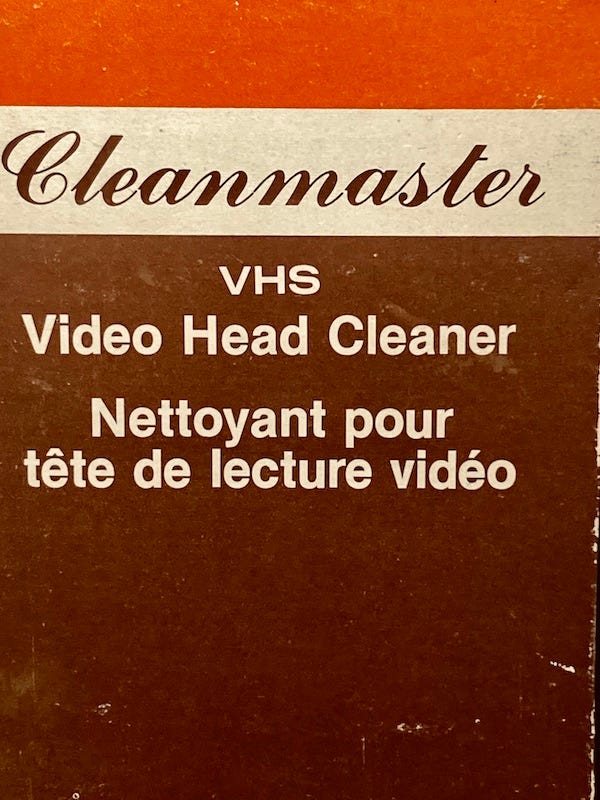 Cleanmaster
VHS
Video Head Cleaner
Nettoyant pour
tête de lecture vidéo